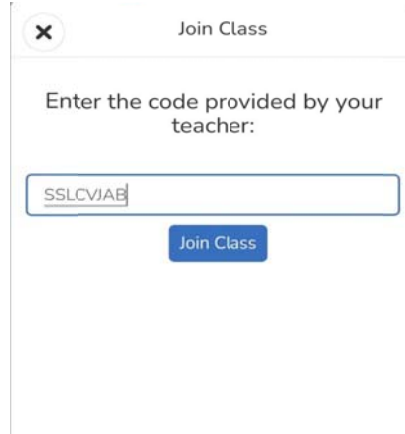 Join Class
Enter the code provided by your
teacher:
SSLCVJAB
Join Class